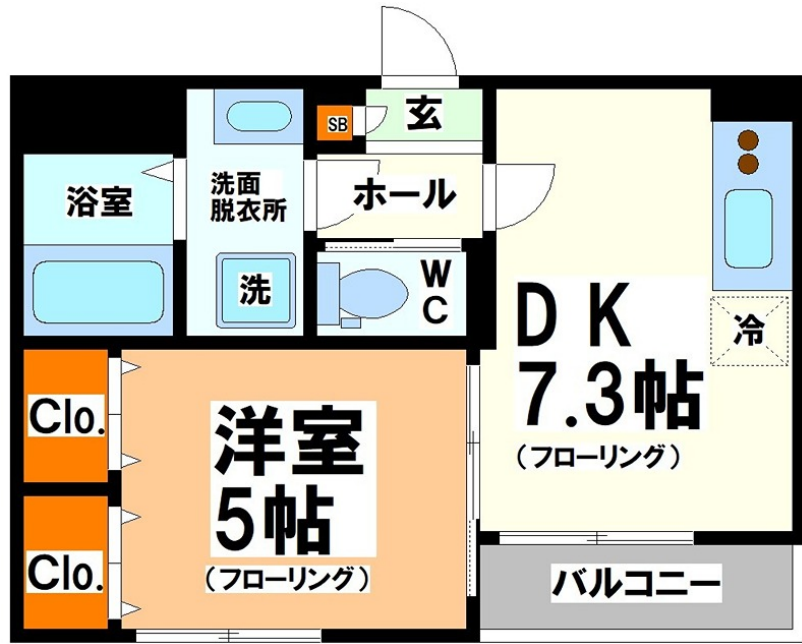 玄
SB
ホール
洗面
脱衣所
浴室
洗
W
C
DK
7.3帖
(フローリング)
冷
Clo.
洋室
5帖
(フローリング)
Clo.
バルコニー